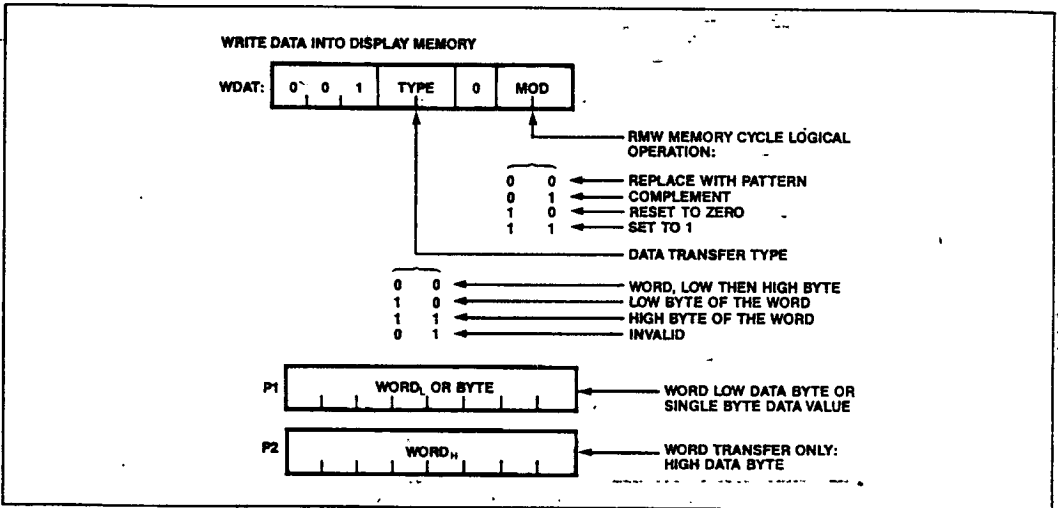 WRITE DATA INTO DISPLAY MEMORY
WDAT: 0 0 1 TYPE 0 MOD
RMW MEMORY CYCLE LOGICAL
OPERATION:
0 0 REPLACE WITH PATTERN
0 1 COMPLEMENT
1 0 RESET TO ZERO
1 1 SET TO 1
DATA TRANSFER TYPE
0 0 WORD, LOW THEN HIGH BYTE
1 0 LOW BYTE OF THE WORD
1 1 HIGH BYTE OF THE WORD
0 1 INVALID
P1 WORDL OR BYTE
WORD LOW DATA BYTE OR
SINGLE BYTE DATA VALUE
P2 WORDH
WORD TRANSFER ONLY:
HIGH DATA BYTE